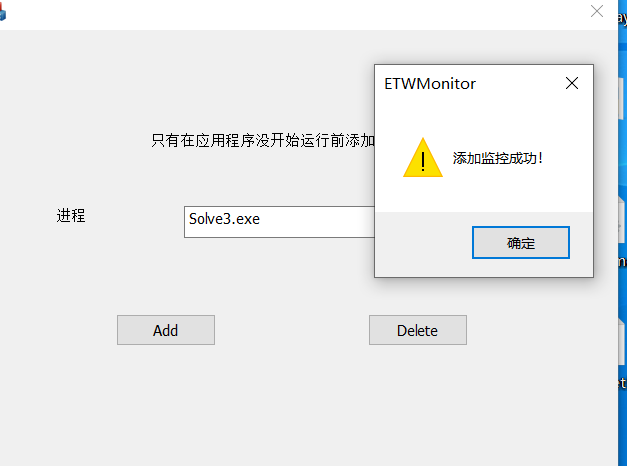 ETWMonitor
只有在应用程序没开始运行前添加
添加监控成功!
进程
Solve3.exe
确定
Add
Delete